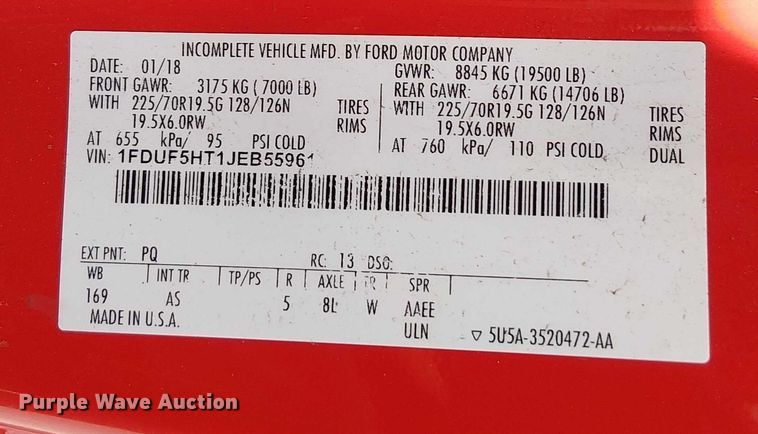 INCOMPLETE VEHICLE MFD. BY FORD MOTOR COMPANY
DATE: 01/18 GVWR: 8845 KG (19500 LB)
FRONT GAWR: 3175 KG ( 7000 LB) REAR GAWR: 6671 KG (14706 LB)
WITH 225/70R19.5G 128/126N TIRES WITH 225/70R19.5G 128/126N TIRES
19.5X6.0RW RIMS 19.5X6.0RW RIMS
AT 655 kPa/ 95 PSI COLD AT 760 kPa/ 110 PSI COLD DUAL
VIN: 1FDUF5HT1JEB55961
EXT PNT: PQ RC: 13 DSO:
WB INT TR TP/PS R AXLE TR SPR
169 AS 5 8L W AAEE
MADE IN U.S.A. ULN ▽ 5U5A-3520472-AA
Purple Wave Auction